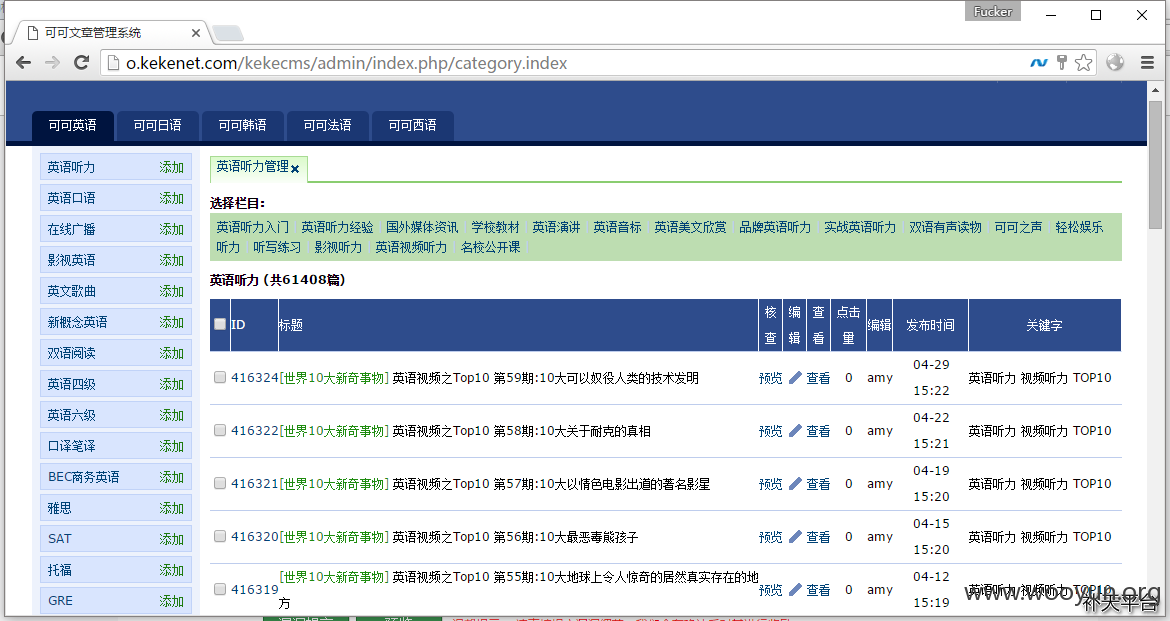 Fucker
可可文章管理系统
o.kekenet.com/kekecms/admin/index.php/category.index
可可英语 可可日语 可可韩语 可可法语 可可西语
英语听力 添加
英语口语 添加
在线广播 添加
影视英语 添加
英文歌曲 添加
新概念英语 添加
双语阅读 添加
英语四级 添加
英语六级 添加
口译笔译 添加
BEC商务英语 添加
雅思 添加
SAT 添加
托福 添加
GRE 添加
英语听力管理
选择栏目：
英语听力入门 英语听力经验 国外媒体资讯 学校教材 英语演讲 英语音标 英语美文欣赏 品牌英语听力 实战英语听力 双语有声读物 可可之声 轻松娱乐
听力 听写练习 影视听力 英语视频听力 名校公开课
英语听力 (共61408篇)
ID 标题 核查 编辑 查看 点击量 编辑 发布时间 关键字
416324 [世界10大新奇事物] 英语视频之Top10 第59期:10大可以奴役人类的技术发明 预览 查看 0 amy 04-29 15:22 英语听力 视频听力 TOP10
416322 [世界10大新奇事物] 英语视频之Top10 第58期:10大关于耐克的真相 预览 查看 0 amy 04-22 15:21 英语听力 视频听力 TOP10
416321 [世界10大新奇事物] 英语视频之Top10 第57期:10大以情色电影出道的著名影星 预览 查看 0 amy 04-19 15:20 英语听力 视频听力 TOP10
416320 [世界10大新奇事物] 英语视频之Top10 第56期:10大最恶毒熊孩子 预览 查看 0 amy 04-15 15:20 英语听力 视频听力 TOP10
416319 [世界10大新奇事物] 英语视频之Top10 第55期:10大地球上令人惊奇的居然真实存在的地方 预览 查看 0 amy 04-12 15:19 英语听力 视频听力 TOP10
www.wooyun.org
补天平台